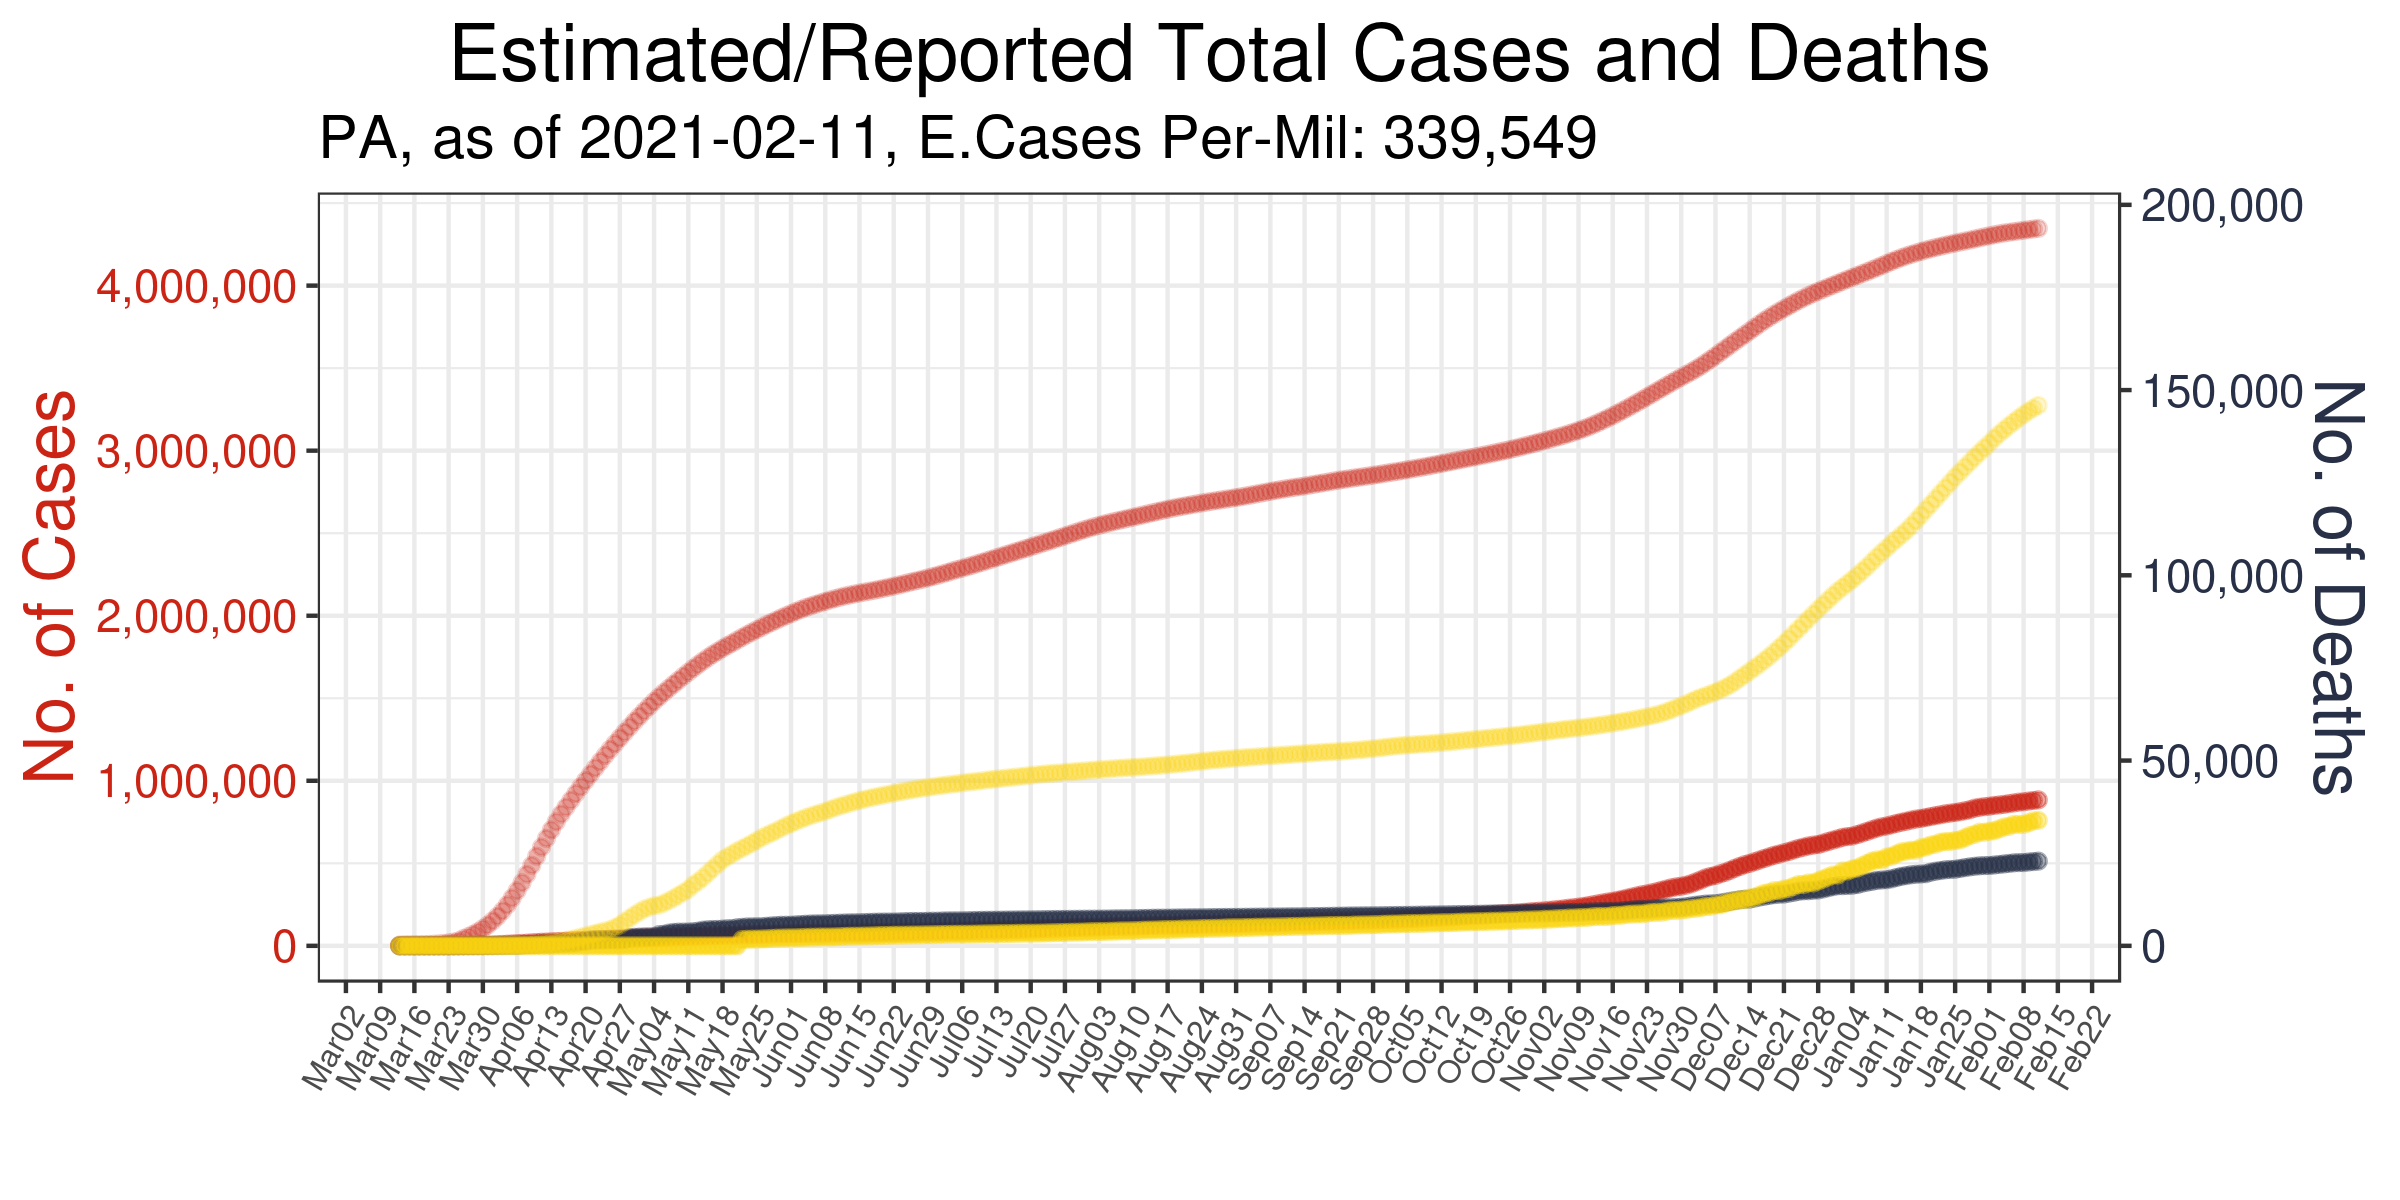 Estimated/Reported Total Cases and Deaths
PA, as of 2021-02-11, E.Cases Per-Mil: 339,549
No. of Cases
4,000,000
3,000,000
2,000,000
1,000,000
0
200,000
150,000
100,000
50,000
0
No. of Deaths
Mar02
Mar09
Mar16
Mar23
Mar30
Apr06
Apr13
Apr20
Apr27
May04
May11
May18
May25
Jun01
Jun08
Jun15
Jun22
Jun29
Jul06
Jul13
Jul20
Jul27
Aug03
Aug10
Aug17
Aug24
Aug31
Sep07
Sep14
Sep21
Sep28
Oct05
Oct12
Oct19
Oct26
Nov02
Nov09
Nov16
Nov23
Nov30
Dec07
Dec14
Dec21
Dec28
Jan04
Jan11
Jan18
Jan25
Feb01
Feb08
Feb15
Feb22